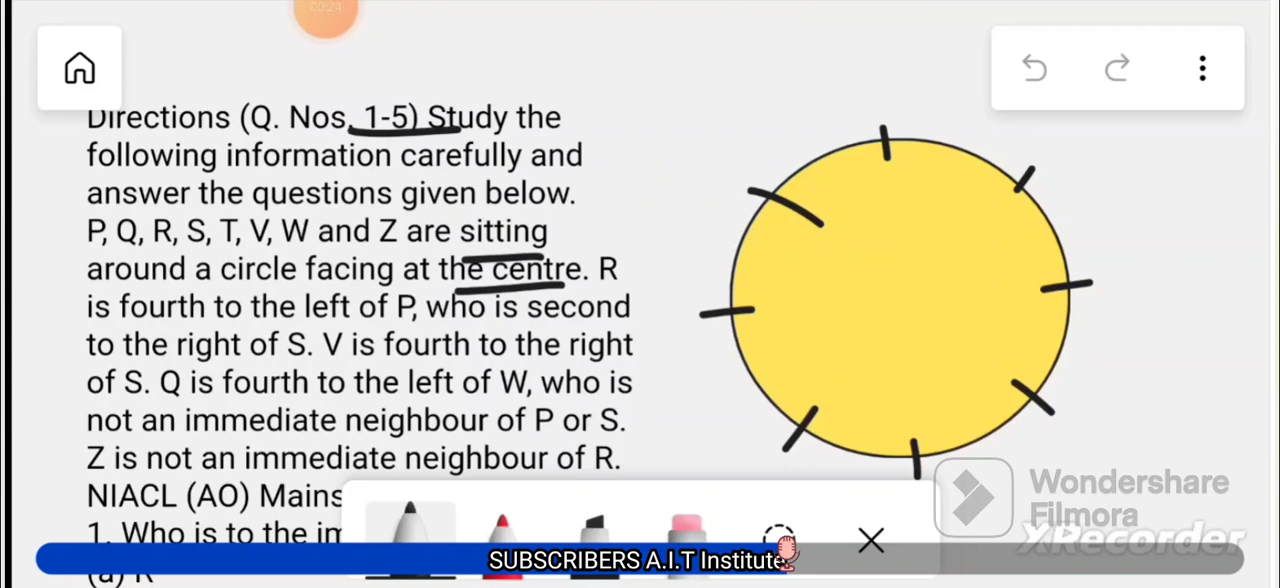 00:24
Directions (Q. Nos. 1-5) Study the
following information carefully and
answer the questions given below.
P, Q, R, S, T, V, W and Z are sitting
around a circle facing at the centre. R
is fourth to the left of P, who is second
to the right of S. V is fourth to the right
of S. Q is fourth to the left of W, who is
not an immediate neighbour of P or S.
Z is not an immediate neighbour of R.
NIACL (AO) Mains
1. Who is to the im
(a) R
Wondershare
Filmora
XRecorder
SUBSCRIBERS A.I.T Institute